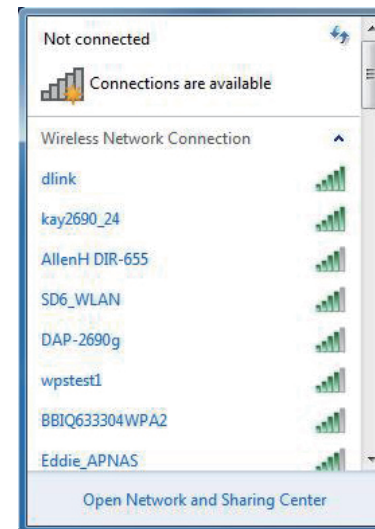 Not connected
Connections are available
Wireless Network Connection
dlink
kay2690_24
AllenH DIR-655
SD6_WLAN
DAP-2690g
wpstest1
BBIQ633304WPA2
Eddie_APNAS
Open Network and Sharing Center